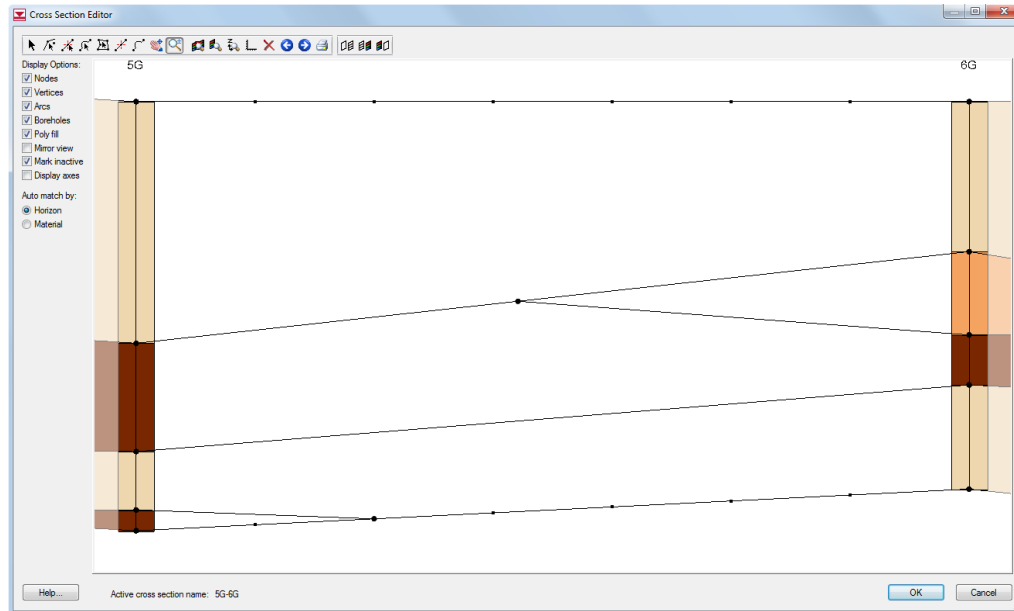 Cross Section Editor
Display Options:
5G
6G
Nodes
Vertices
Arcs
Boreholes
Poly fill
Mirror view
Mark inactive
Display axes
Auto match by:
Horizon
Material
Help...
Active cross section name: 5G-6G
OK
Cancel